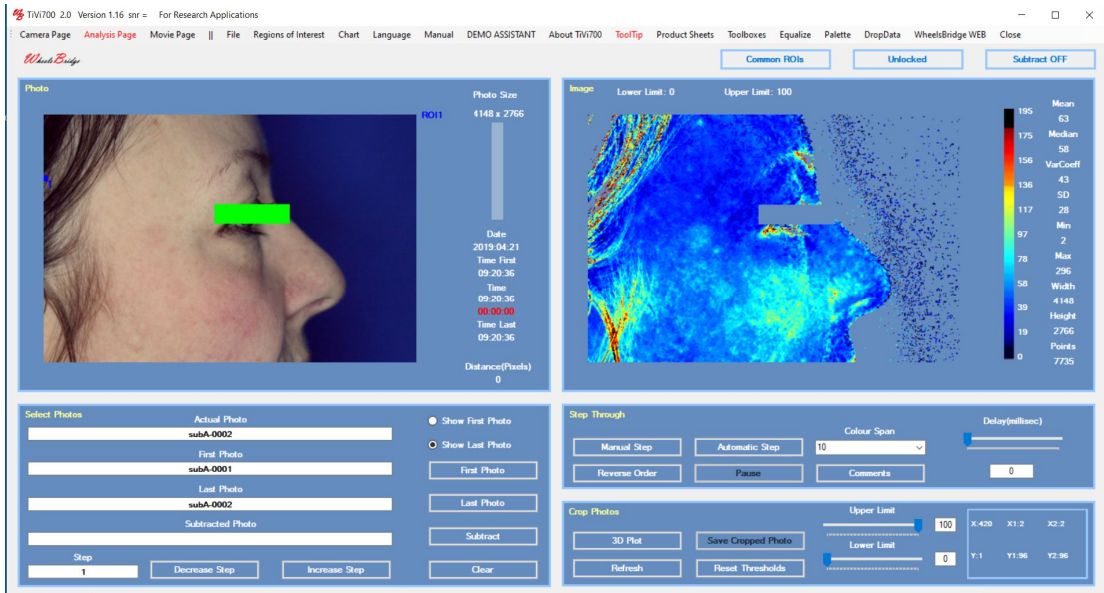 TiVi700 2.0 Version 1.16 snr = For Research Applications
Camera Page Analysis Page Movie Page || File Regions of Interest Chart Language Manual DEMO ASSISTANT About TiVi700 ToolTip Product Sheets Toolboxes Equalize Palette DropData WheelsBridge WEB Close
WheelsBridge
Common ROIs Unlocked Subtract OFF
Photo
Photo Size
ROI1 4148 x 2766
Date
2019:04:21
Time First
09:20:36
Time
09:20:36
00:00:00
Time Last
09:20:36
Distance(Pixels)
0
Image Lower Limit: 0 Upper Limit: 100
195
175
156
136
117
97
78
58
39
19
0
Mean
63
Median
58
VarCoeff
43
SD
28
Min
2
Max
296
Width
4148
Height
2766
Points
7735
Select Photos
Actual Photo
subA-0002
First Photo
subA-0001
Last Photo
subA-0002
Subtracted Photo
Step
1
Decrease Step Increase Step
Show First Photo
Show Last Photo
First Photo
Last Photo
Subtract
Clear
Step Through
Manual Step Automatic Step
Reverse Order Pause
Colour Span
10
Comments
Delay(millisec)
0
Crop Photos
3D Plot Save Cropped Photo
Refresh Reset Thresholds
Upper Limit
100
Lower Limit
0
X:420 X1:2 X2:2
Y:1 Y1:96 Y2:96